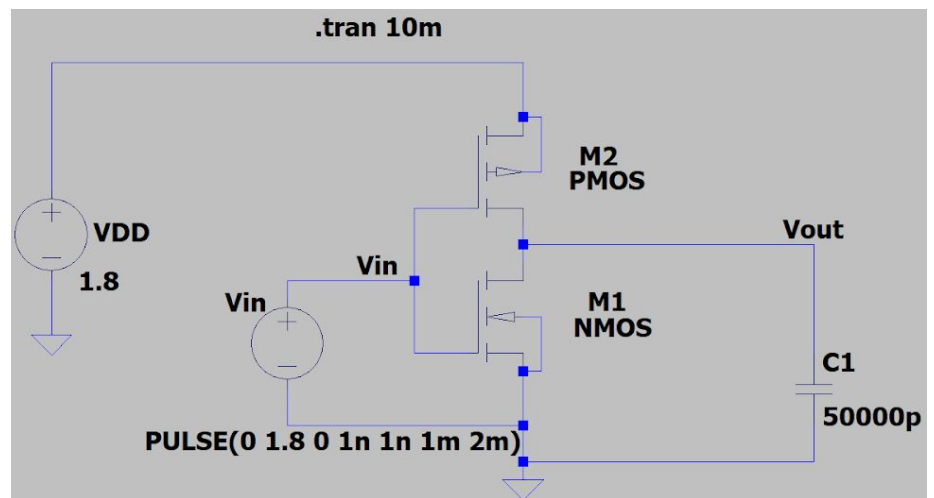 .tran 10m
M2
PMOS
VDD
1.8
Vin
Vin
Vout
M1
NMOS
C1
50000p
PULSE(0 1.8 0 1n 1n 1m 2m)